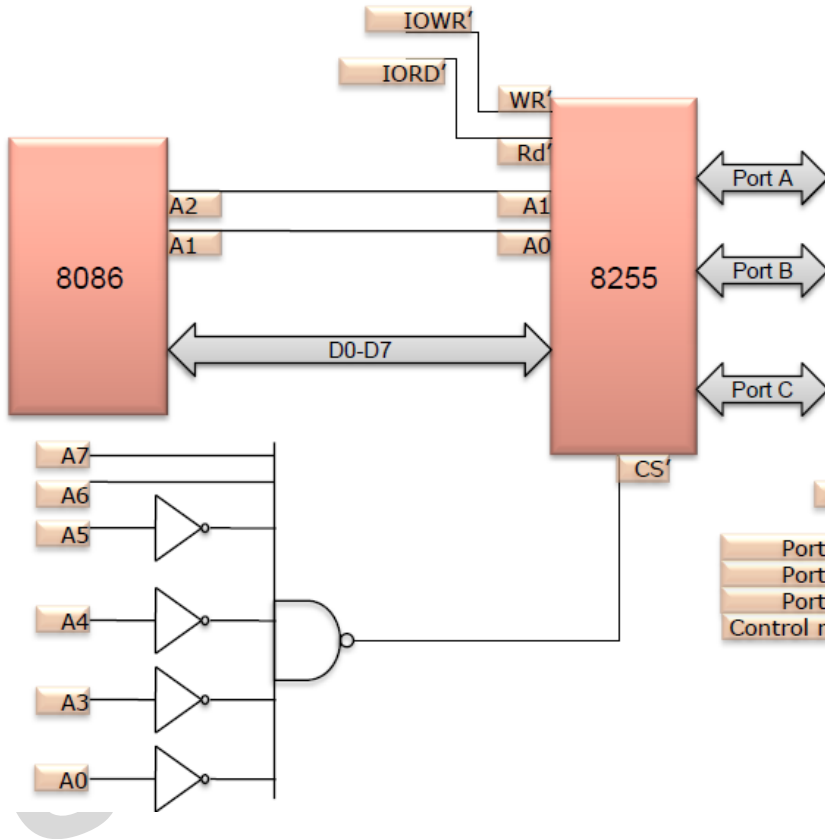 IOWR’
IORD’
WR’
Rd’
A2
A1
A1
A0
8086
8255
D0-D7
Port A
Port B
Port C
CS’
A7
A6
A5
A4
A3
A0
Port
Port
Port
Control